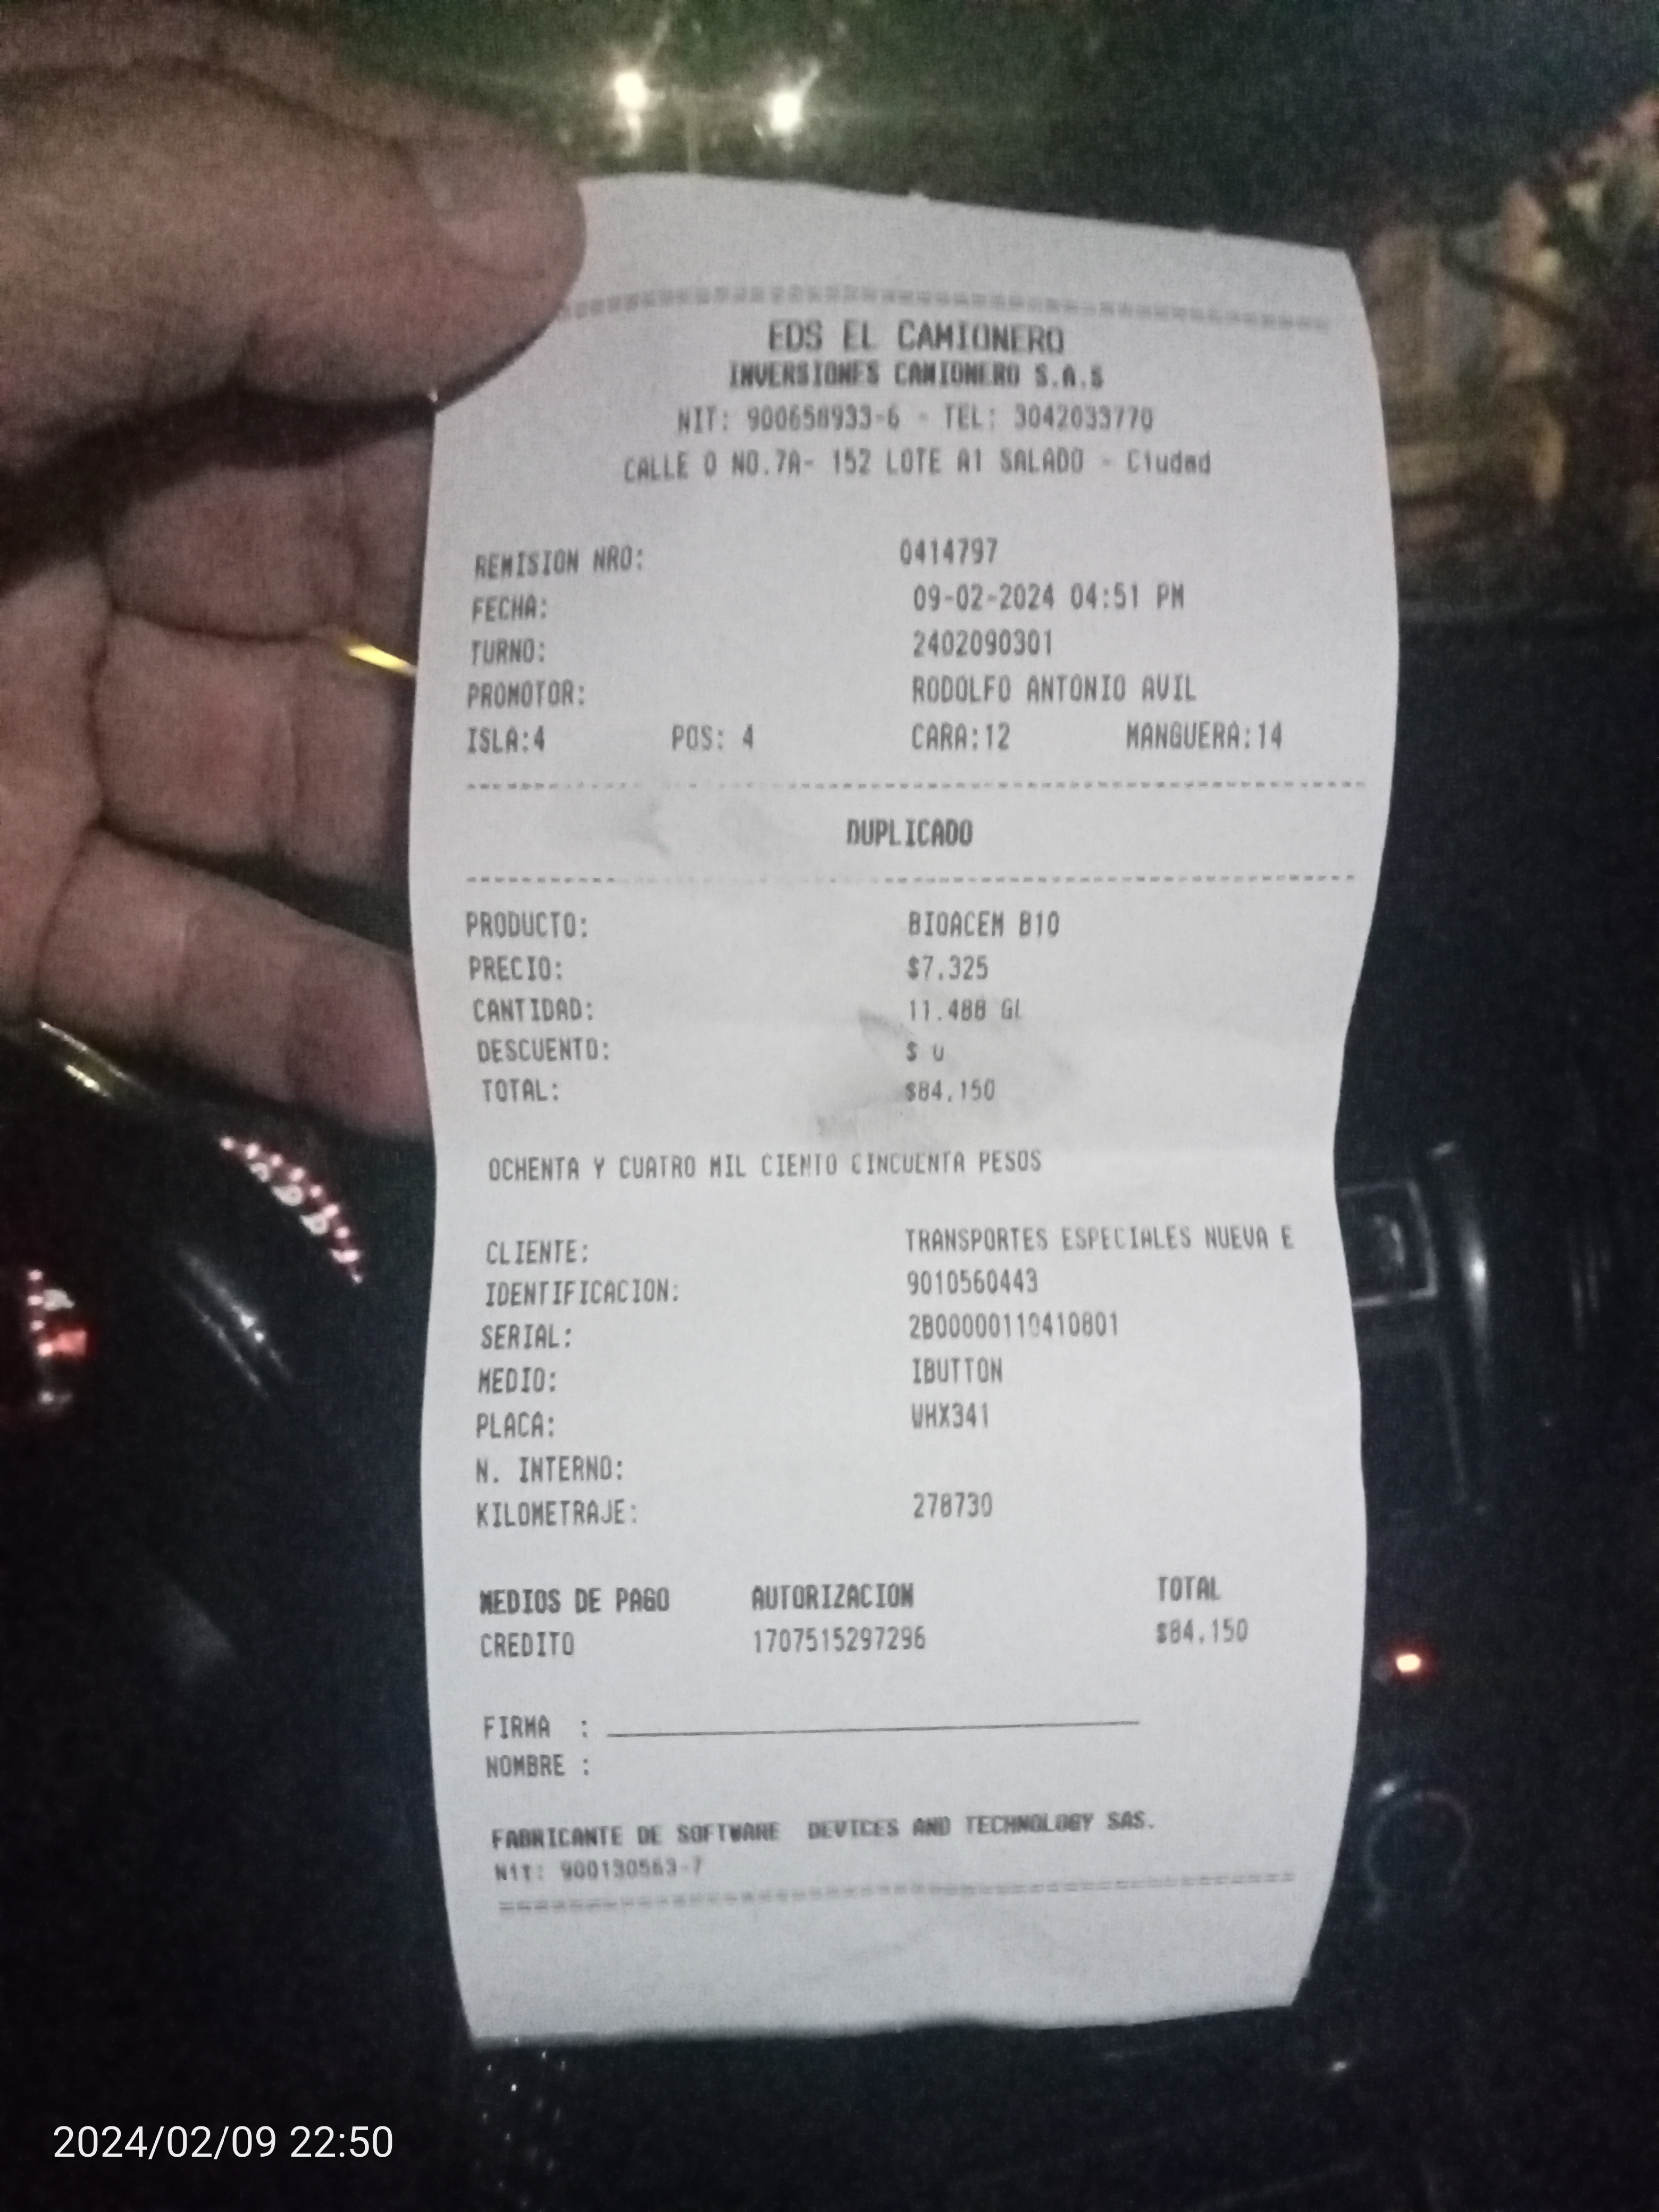 EDS EL CAMIONERO
INVERSIONES CAMIONERO S.A.S
NIT: 900658933-6 - TEL: 3042033770
CALLE 0 NO.7A- 152 LOTE A1 SALADO - Ciudad
REMISION NRO: 0414797
FECHA: 09-02-2024 04:51 PM
TURNO: 2402090301
PROMOTOR: RODOLFO ANTONIO AVIL
ISLA:4 POS: 4 CARA:12 MANGUERA:14
DUPLICADO
PRODUCTO: BIOACEM B10
PRECIO: $7,325
CANTIDAD: 11.488 GL
DESCUENTO: $ 0
TOTAL: $84,150
OCHENTA Y CUATRO MIL CIENTO CINCUENTA PESOS
CLIENTE: TRANSPORTES ESPECIALES NUEVA E
IDENTIFICACION: 9010560443
SERIAL: 2B00000110410801
MEDIO: IBUTTON
PLACA: WHX341
N. INTERNO:
KILOMETRAJE: 278730
MEDIOS DE PAGO AUTORIZACION TOTAL
CREDITO 1707515297296 $84,150
FIRMA :
NOMBRE :
FABRICANTE DE SOFTWARE DEVICES AND TECHNOLOGY SAS.
Nit: 900130563-7
2024/02/09 22:50